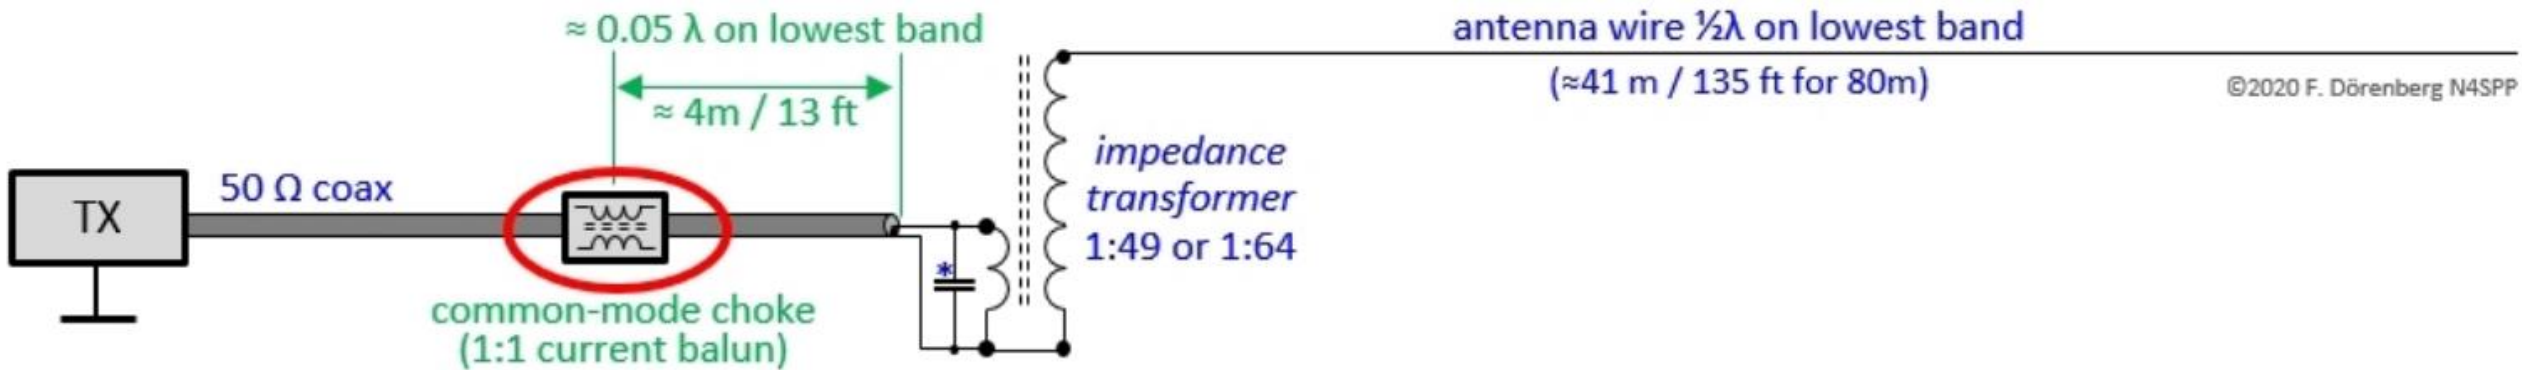 ≈ 0.05 λ on lowest band
≈ 4m / 13 ft
antenna wire ½λ on lowest band
(≈41 m / 135 ft for 80m)
©2020 F. Dörenberg N4SPP
TX
50 Ω coax
*
impedance
transformer
1:49 or 1:64
common-mode choke
(1:1 current balun)